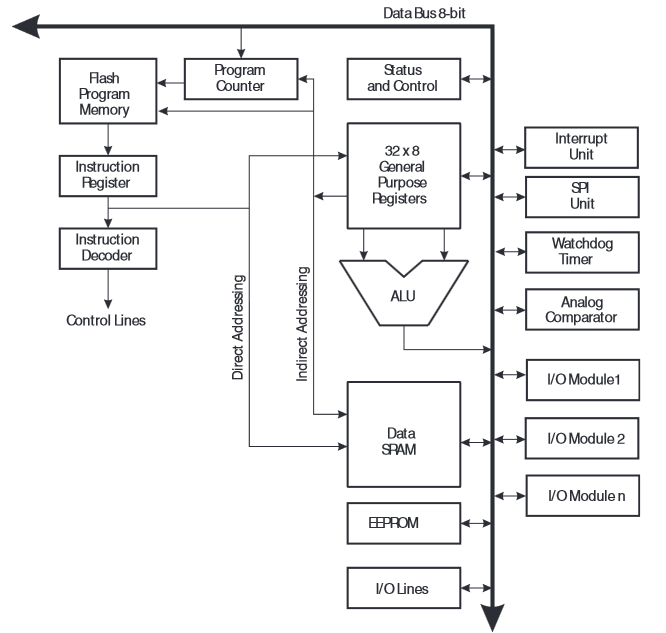 Data Bus 8-bit
Flash
Program
Memory
Program
Counter
Status
and Control
Instruction
Register
32 x 8
General
Purpose
Registers
Interrupt
Unit
SPI
Unit
Instruction
Decoder
Watchdog
Timer
ALU
Control Lines
Direct Addressing
Indirect Addressing
Analog
Comparator
I/O Module1
Data
SRAM
I/O Module 2
I/O Module n
EEPROM
I/O Lines